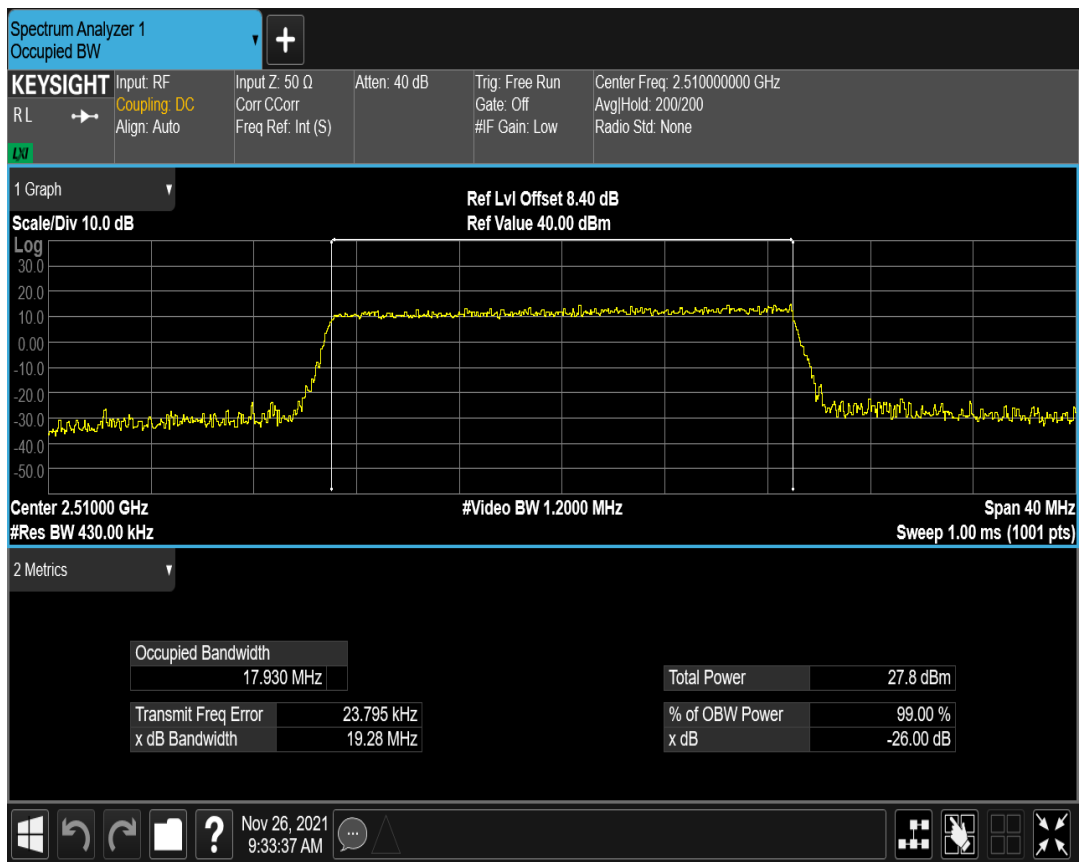 Spectrum Analyzer 1
Occupied BW
+
KEYSIGHT
RL
LXI
Input: RF
Coupling: DC
Align: Auto
Input Z: 50 Ω
Corr CCorr
Freq Ref: Int (S)
Atten: 40 dB
Trig: Free Run
Gate: Off
#IF Gain: Low
Center Freq: 2.510000000 GHz
Avg|Hold: 200/200
Radio Std: None
1 Graph
Scale/Div 10.0 dB
Ref Lvl Offset 8.40 dB
Ref Value 40.00 dBm
Log
30.0
20.0
10.0
0.00
-10.0
-20.0
-30.0
-40.0
-50.0
Center 2.51000 GHz
#Video BW 1.2000 MHz
Span 40 MHz
#Res BW 430.00 kHz
Sweep 1.00 ms (1001 pts)
2 Metrics
Occupied Bandwidth
17.930 MHz
Total Power 27.8 dBm
Transmit Freq Error 23.795 kHz
% of OBW Power 99.00 %
x dB Bandwidth 19.28 MHz
x dB -26.00 dB
?
Nov 26, 2021
9:33:37 AM